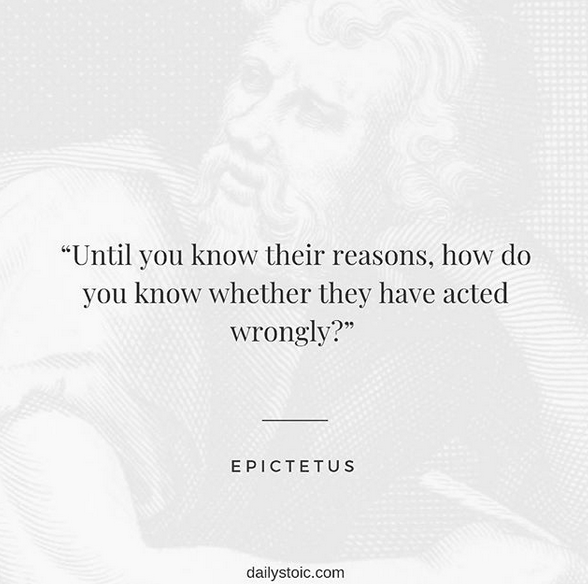 “Until you know their reasons, how do
you know whether they have acted
wrongly?”
EPICTETUS
dailystoic.com